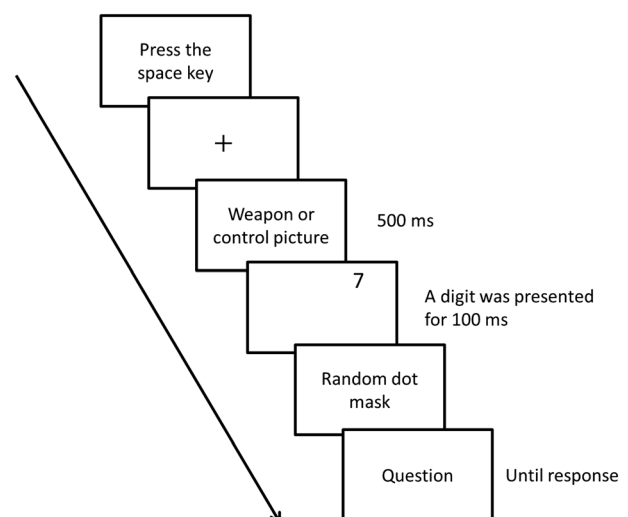 Press the
space key
+
Weapon or
control picture
500 ms
7
A digit was presented
for 100 ms
Random dot
mask
Question
Until response